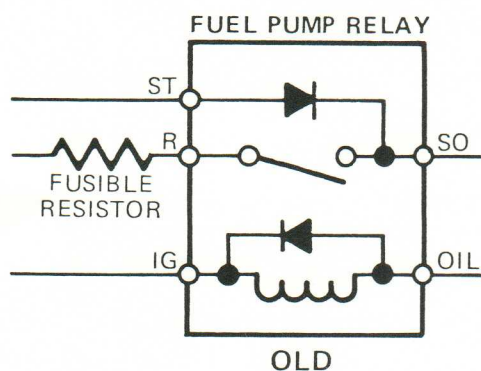 FUEL PUMP RELAY
ST
R
SO
FUSIBLE
RESISTOR
IG
OIL
OLD